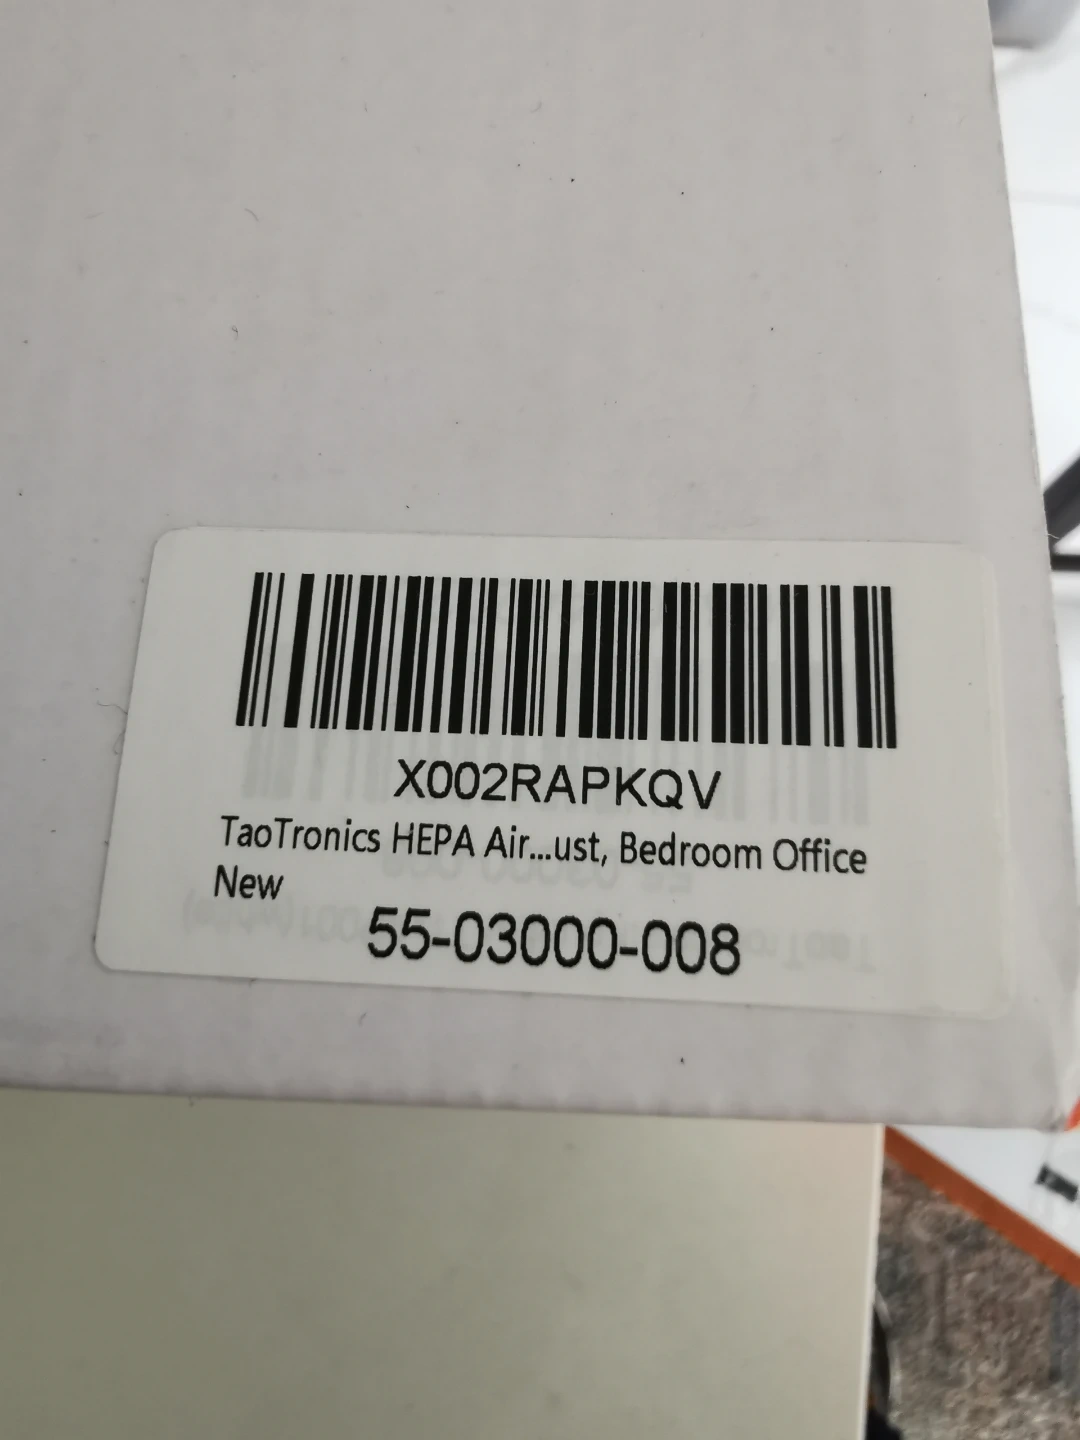 X002RAPKQV
TaoTronics HEPA Air...ust, Bedroom Office
New
55-03000-008